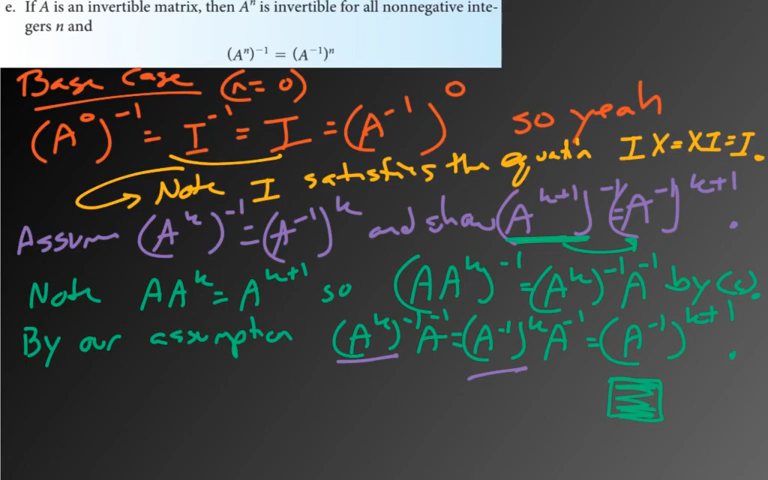 e. If A is an invertible matrix, then Aⁿ is invertible for all nonnegative inte-
gers n and
(Aⁿ)⁻¹ = (A⁻¹)ⁿ
Base Case (n = 0)
(A⁰)⁻¹ = I⁻¹ = I = (A⁻¹)⁰ so yeah
Note I satisfies the equation IX = XI = I.
Assume (Aᵏ)⁻¹ = (A⁻¹)ᵏ and show (Aᵏ⁺¹)⁻¹ = (A⁻¹)ᵏ⁺¹.
Note AAᵏ = Aᵏ⁺¹ so (AAᵏ)⁻¹ = (Aᵏ)⁻¹A⁻¹ by (c).
By our assumption (Aᵏ)⁻¹A⁻¹ = (A⁻¹)ᵏA⁻¹ = (A⁻¹)ᵏ⁺¹.